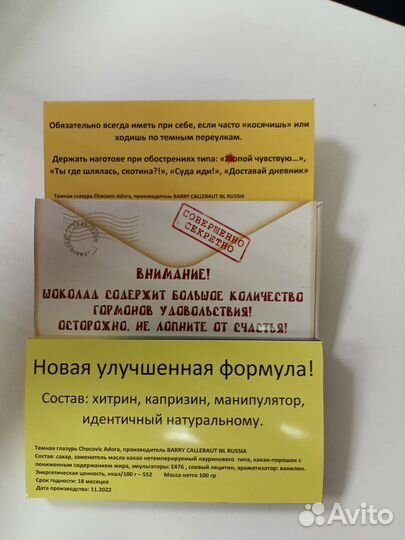 Обязательно всегда иметь при себе, если часто «косячишь» или
ходишь по темным переулкам.
Держать наготове при обострениях типа: «Жопой чувствую...»,
«Ты где шлялась, скотина?!», «Суда иди!», «Доставай дневник»
Темная глазурь Chocovic Adora, производитель BARRY CALLEBAUT NL RUSSIA
СОВЕРШЕННО
СЕКРЕТНО
ВНИМАНИЕ!
ШОКОЛАД СОДЕРЖИТ БОЛЬШОЕ КОЛИЧЕСТВО
ГОРМОНОВ УДОВОЛЬСТВИЯ!
ОСТОРОЖНО, НЕ ЛОПНИТЕ ОТ СЧАСТЬЯ!
Новая улучшенная формула!
Состав: хитрин, капризин, манипулятор,
идентичный натуральному.
Темная глазурь Chocovic Adora, производитель BARRY CALLEBAUT NL RUSSIA
Состав: сахар, заменитель масла какао нетемперируемый лауринового типа, какао-порошок с
пониженным содержанием жира, эмульгаторы: E476 , соевый лецитин, ароматизатор: ванилин.
Энергетическая ценность, ккал/100 г – 552 Масса нетто 100 гр
Срок годности: 18 месяцев
Дата производства: 11.2022
Avito